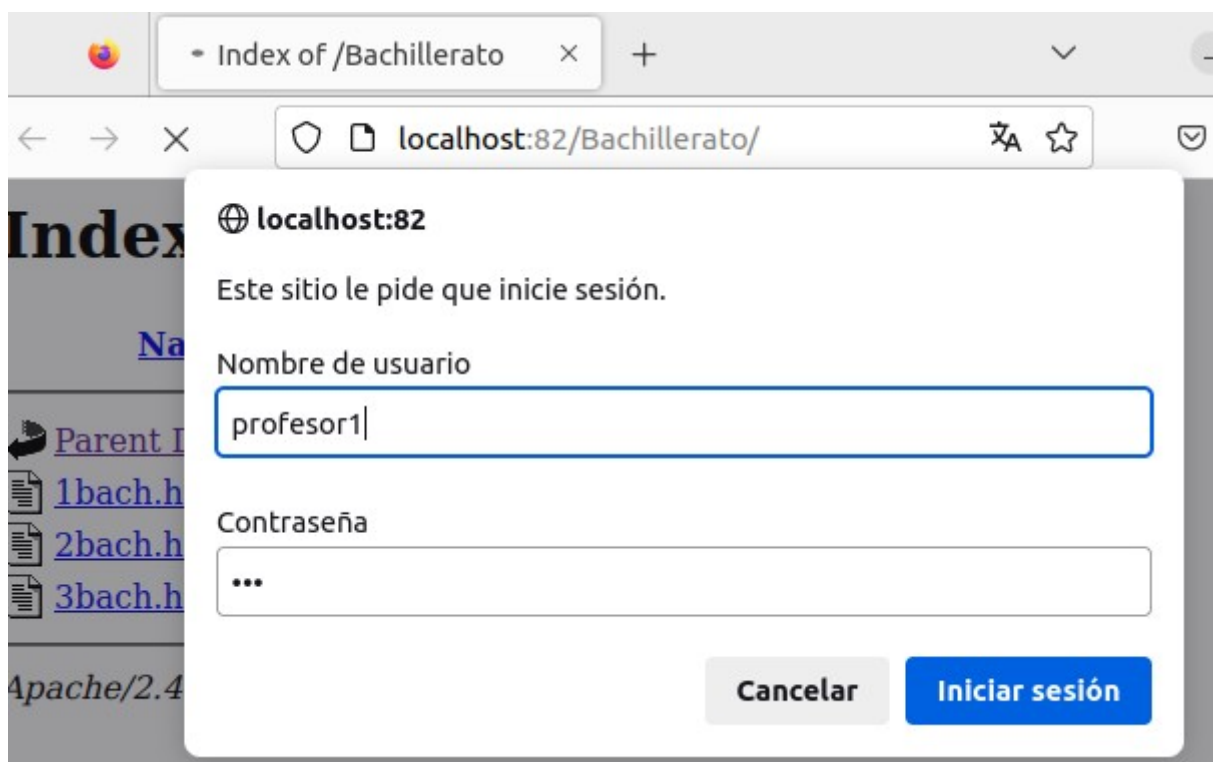 Index of /Bachillerato
localhost:82/Bachillerato/
localhost:82
Este sitio le pide que inicie sesión.
Nombre de usuario
profesor1
Contraseña
•••
Cancelar
Iniciar sesión
Index
Na
Parent D
1bach.h
2bach.h
3bach.h
Apache/2.4